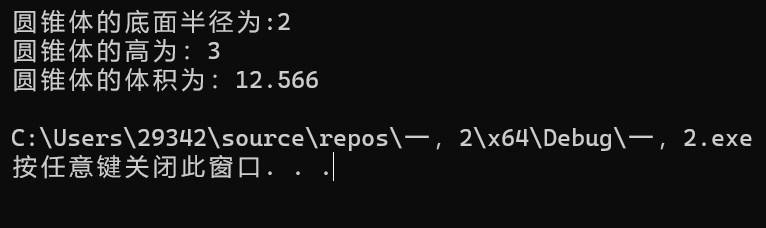 圆锥体的底面半径为:2
圆锥体的高为: 3
圆锥体的体积为: 12.566
C:\Users\29342\source\repos\一, 2\x64\Debug\一, 2.exe
按任意键关闭此窗口. . .